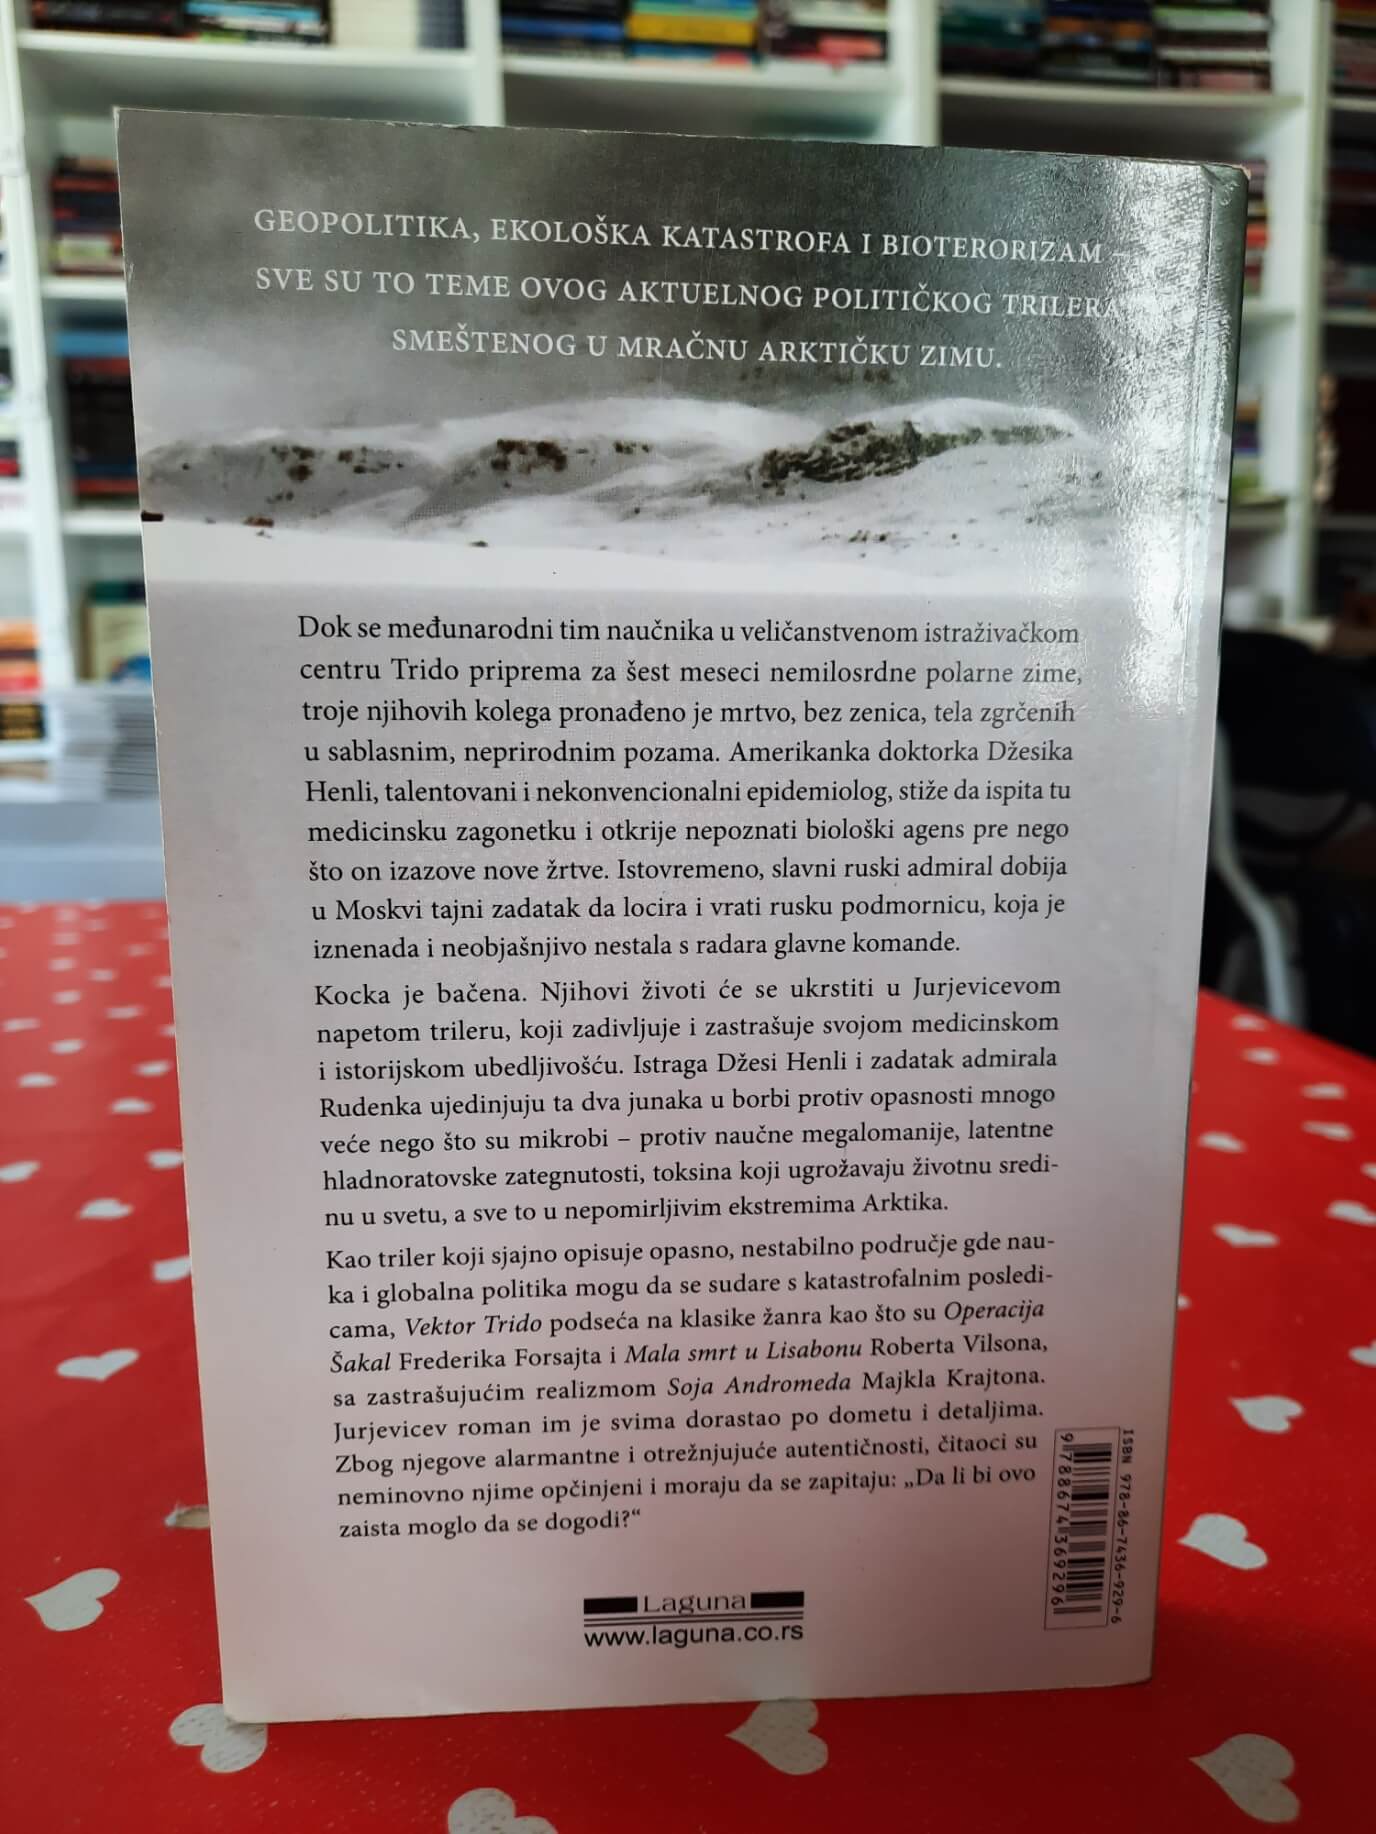 GEOPOLITIKA, EKOLOŠKA KATASTROFA I BIOTERORIZAM –
SVE SU TO TEME OVOG AKTUELNOG POLITIČKOG TRILERA
SMEŠTENOG U MRAČNU ARKTIČKU ZIMU.
Dok se međunarodni tim naučnika u veličanstvenom istraživačkom
centru Trido priprema za šest meseci nemilosrdne polarne zime,
troje njihovih kolega pronađeno je mrtvo, bez zenica, tela zgrčenih
u sablasnim, neprirodnim pozama. Amerikanka doktorka Džesika
Henli, talentovani i nekonvencionalni epidemiolog, stiže da ispita tu
medicinsku zagonetku i otkrije nepoznati biološki agens pre nego
što on izazove nove žrtve. Istovremeno, slavni ruski admiral dobija
u Moskvi tajni zadatak da locira i vrati rusku podmornicu, koja je
iznenada i neobjašnjivo nestala s radara glavne komande.
Kocka je bačena. Njihovi životi će se ukrstiti u Jurjevicevom
napetom trileru, koji zadivljuje i zastrašuje svojom medicinskom
i istorijskom ubedljivošću. Istraga Džesi Henli i zadatak admirala
Rudenka ujedinjuju ta dva junaka u borbi protiv opasnosti mnogo
veće nego što su mikrobi – protiv naučne megalomanije, latentne
hladnoratovske zategnutosti, toksina koji ugrožavaju životnu sredi-
nu u svetu, a sve to u nepomirljivim ekstremima Arktika.
Kao triler koji sjajno opisuje opasno, nestabilno područje gde nau-
ka i globalna politika mogu da se sudare s katastrofalnim posledi-
cama, Vektor Trido podseća na klasike žanra kao što su Operacija
Šakal Frederika Forsajta i Mala smrt u Lisabonu Roberta Vilsona,
sa zastrašujućim realizmom Soja Andromeda Majkla Krajtona.
Jurjevicev roman im je svima dorastao po dometu i detaljima.
Zbog njegove alarmantne i otrežnjujuće autentičnosti, čitaoci su
neminovno njime opčinjeni i moraju da se zapitaju: „Da li bi ovo
zaista moglo da se dogodi?“
ISBN 978-86-7436-929-6
9 788674 369296
Laguna
www.laguna.co.rs